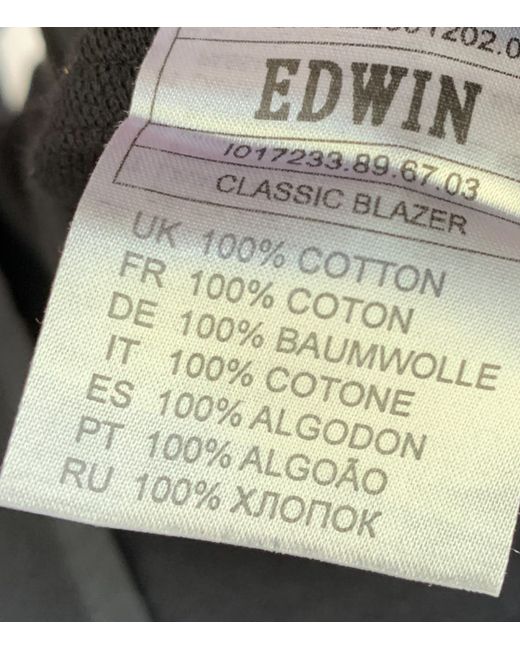 EDWIN
I017233.89.67.03
CLASSIC BLAZER
UK 100% COTTON
FR 100% COTON
DE 100% BAUMWOLLE
IT 100% COTONE
ES 100% ALGODON
PT 100% ALGOÃO
RU 100% ХЛОПОК